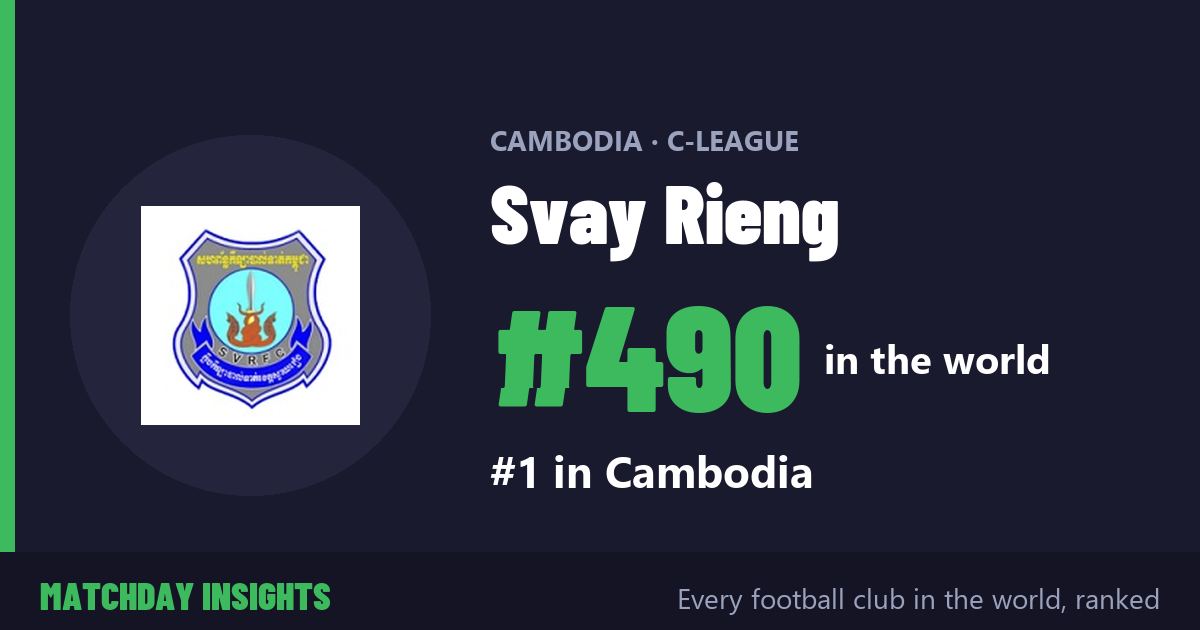 CAMBODIA · C-LEAGUE
Svay Rieng
#490 in the world
#1 in Cambodia
SVRFC
MATCHDAY INSIGHTS
Every football club in the world, ranked